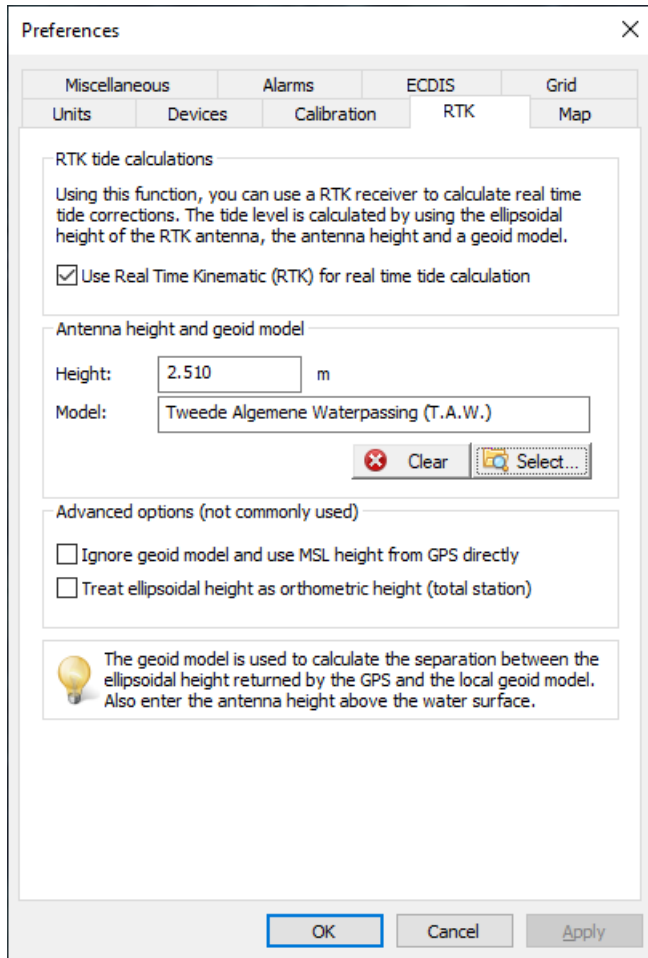 Preferences
Miscellaneous Alarms ECDIS Grid
Units Devices Calibration RTK Map
RTK tide calculations
Using this function, you can use a RTK receiver to calculate real time
tide corrections. The tide level is calculated by using the ellipsoidal
height of the RTK antenna, the antenna height and a geoid model.
Use Real Time Kinematic (RTK) for real time tide calculation
Antenna height and geoid model
Height: 2.510 m
Model: Tweede Algemene Waterpassing (T.A.W.)
Clear Select...
Advanced options (not commonly used)
Ignore geoid model and use MSL height from GPS directly
Treat ellipsoidal height as orthometric height (total station)
The geoid model is used to calculate the separation between the
ellipsoidal height returned by the GPS and the local geoid model.
Also enter the antenna height above the water surface.
OK Cancel Apply